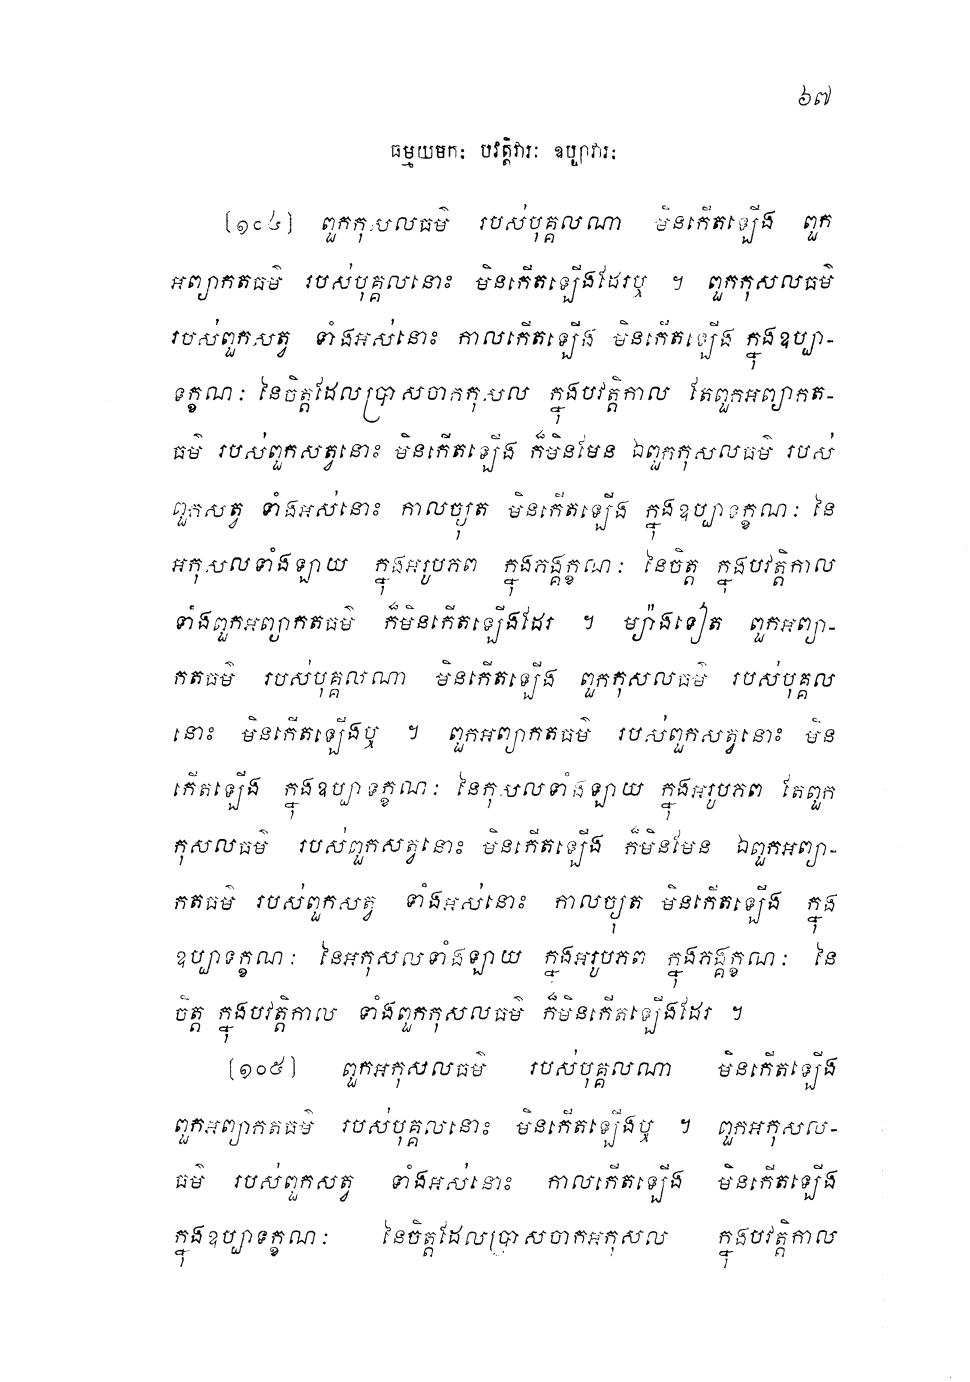 ៦៧
ធម្មយមកៈ បវត្តិវារៈ ឧប្បាវារៈ
[១០៤] ពួកកុសលធម៌ របស់បុគ្គលណា មិនកើតឡើង ពួក
អព្យាកតធម៌ របស់បុគ្គលនោះ មិនកើតឡើងដែរឬ ។ ពួកកុសលធម៌
របស់ពួកសត្វ ទាំងអស់នោះ កាលកើតឡើង មិនកើតឡើង ក្នុងឧប្បា-
ទក្ខណៈ នៃចិត្តដែលប្រាសចាកកុសល ក្នុងបវត្តិកាល តែពួកអព្យាកត-
ធម៌ របស់ពួកសត្វនោះ មិនកើតឡើង ក៏មិនមែន ឯពួកកុសលធម៌ របស់
ពួកសត្វ ទាំងអស់នោះ កាលច្យុត មិនកើតឡើង ក្នុងឧប្បាទក្ខណៈ នៃ
អកុសលទាំងឡាយ ក្នុងអរូបភព ក្នុងភង្គក្ខណៈ នៃចិត្ត ក្នុងបវត្តិកាល
ទាំងពួកអព្យាកតធម៌ ក៏មិនកើតឡើងដែរ ។ ម្យ៉ាងទៀត ពួកអព្យា-
កតធម៌ របស់បុគ្គលណា មិនកើតឡើង ពួកកុសលធម៌ របស់បុគ្គល
នោះ មិនកើតឡើងឬ ។ ពួកអព្យាកតធម៌ របស់ពួកសត្វនោះ មិន
កើតឡើង ក្នុងឧប្បាទក្ខណៈ នៃកុសលទាំងឡាយ ក្នុងអរូបភព តែពួក
កុសលធម៌ របស់ពួកសត្វនោះ មិនកើតឡើង ក៏មិនមែន ឯពួកអព្យា-
កតធម៌ របស់ពួកសត្វ ទាំងអស់នោះ កាលច្យុត មិនកើតឡើង ក្នុង
ឧប្បាទក្ខណៈ នៃអកុសលទាំងឡាយ ក្នុងអរូបភព ក្នុងភង្គក្ខណៈ នៃ
ចិត្ត ក្នុងបវត្តិកាល ទាំងពួកកុសលធម៌ ក៏មិនកើតឡើងដែរ ។
[១០៥] ពួកអកុសលធម៌ របស់បុគ្គលណា មិនកើតឡើង
ពួកអព្យាកតធម៌ របស់បុគ្គលនោះ មិនកើតឡើងឬ ។ ពួកអកុសល-
ធម៌ របស់ពួកសត្វ ទាំងអស់នោះ កាលកើតឡើង មិនកើតឡើង
ក្នុងឧប្បាទក្ខណៈ នៃចិត្តដែលប្រាសចាកអកុសល ក្នុងបវត្តិកាល